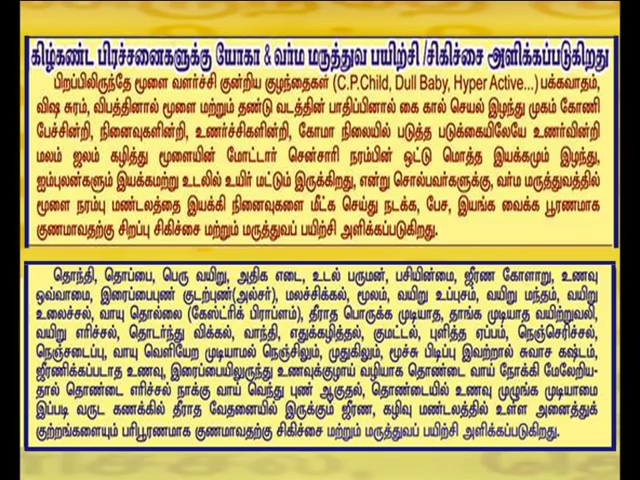 கிழ்கண்ட பிரச்சனைகளுக்கு யோகா & வர்ம மருத்துவ பயிற்சி /சிகிச்சை அளிக்கப்படுகிறது
பிறப்பிலிருந்தே மூளை வளர்ச்சி குன்றிய குழந்தைகள் (C.P.Child, Dull Baby, Hyper Active...) பக்கவாதம்,
விஷ சுரம், விபத்தினால் மூளை மற்றும் தண்டு வடத்தின் பாதிப்பினால் கை கால் செயல் இழந்து முகம் கோணி
பேச்சின்றி, நினைவுகளின்றி, உணர்ச்சிகளின்றி, கோமா நிலையில் படுத்த படுக்கையிலேயே உணர்வின்றி
மலம் ஜலம் கழித்து மூளையின் மோட்டார் சென்சாரி நரம்பின் ஒட்டு மொத்த இயக்கமும் இழந்து,
ஐம்புலன்களும் இயக்கமற்று உடலில் உயிர் மட்டும் இருக்கிறது, என்று சொல்பவர்களுக்கு, வர்ம மருத்துவத்தில்
மூளை நரம்பு மண்டலத்தை இயக்கி நினைவுகளை மீட்க செய்து நடக்க, பேச, இயங்க வைக்க பூரணமாக
குணமாவதற்கு சிறப்பு சிகிச்சை மற்றும் மருத்துவப் பயிற்சி அளிக்கப்படுகிறது.
தொந்தி, தொப்பை, பெரு வயிறு, அதிக எடை, உடல் பருமன், பசியின்மை, ஜீரண கோளாறு, உணவு
ஒவ்வாமை, இரைப்பைபுண் குடற்புண்(அல்சர்), மலச்சிக்கல், மூலம், வயிறு உப்புசம், வயிறு மந்தம், வயிறு
உலைச்சல், வாயு தொல்லை (கேஸ்ட்ரிக் பிராப்ளம்), தீராத பொருக்க முடியாத, தாங்க முடியாத வயிற்றுவலி,
வயிறு எரிச்சல், தொடர்ந்து விக்கல், வாந்தி, எதுக்கழித்தல், குமட்டல், புளித்த ஏப்பம், நெஞ்செரிச்சல்,
நெஞ்சடைப்பு, வாயு வெளியேற முடியாமல் நெஞ்சிலும், முதுகிலும், மூச்சு பிடிப்பு இவற்றால் சுவாச கஷ்டம்,
ஜீரணிக்கப்படாத உணவு, இரைப்பையிலுருந்து உணவுக்குழாய் வழியாக தொண்டை வாய் நோக்கி மேலேறிய-
தால் தொண்டை எரிச்சல் நாக்கு வாய் வெந்து புண் ஆகுதல், தொண்டையில் உணவு முழுங்க முடியாமை
இப்படி வருட கணக்கில் தீராத வேதனையில் இருக்கும் ஜீரண, கழிவு மண்டலத்தில் உள்ள அனைத்துக்
குற்றங்களையும் பரிபூரணமாக குணமாவதற்கு சிகிச்சை மற்றும் மருத்துவப் பயிற்சி அளிக்கப்படுகிறது.